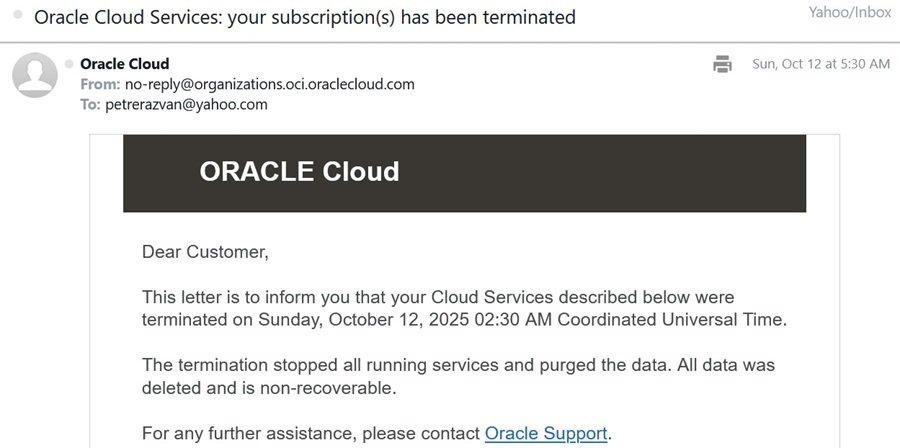 Oracle Cloud Services: your subscription(s) has been terminated
Yahoo/Inbox
Oracle Cloud
Sun, Oct 12 at 5:30 AM
From: no-reply@organizations.oci.oraclecloud.com
To: petrerazvan@yahoo.com
ORACLE Cloud
Dear Customer,
This letter is to inform you that your Cloud Services described below were
terminated on Sunday, October 12, 2025 02:30 AM Coordinated Universal Time.
The termination stopped all running services and purged the data. All data was
deleted and is non-recoverable.
For any further assistance, please contact Oracle Support.